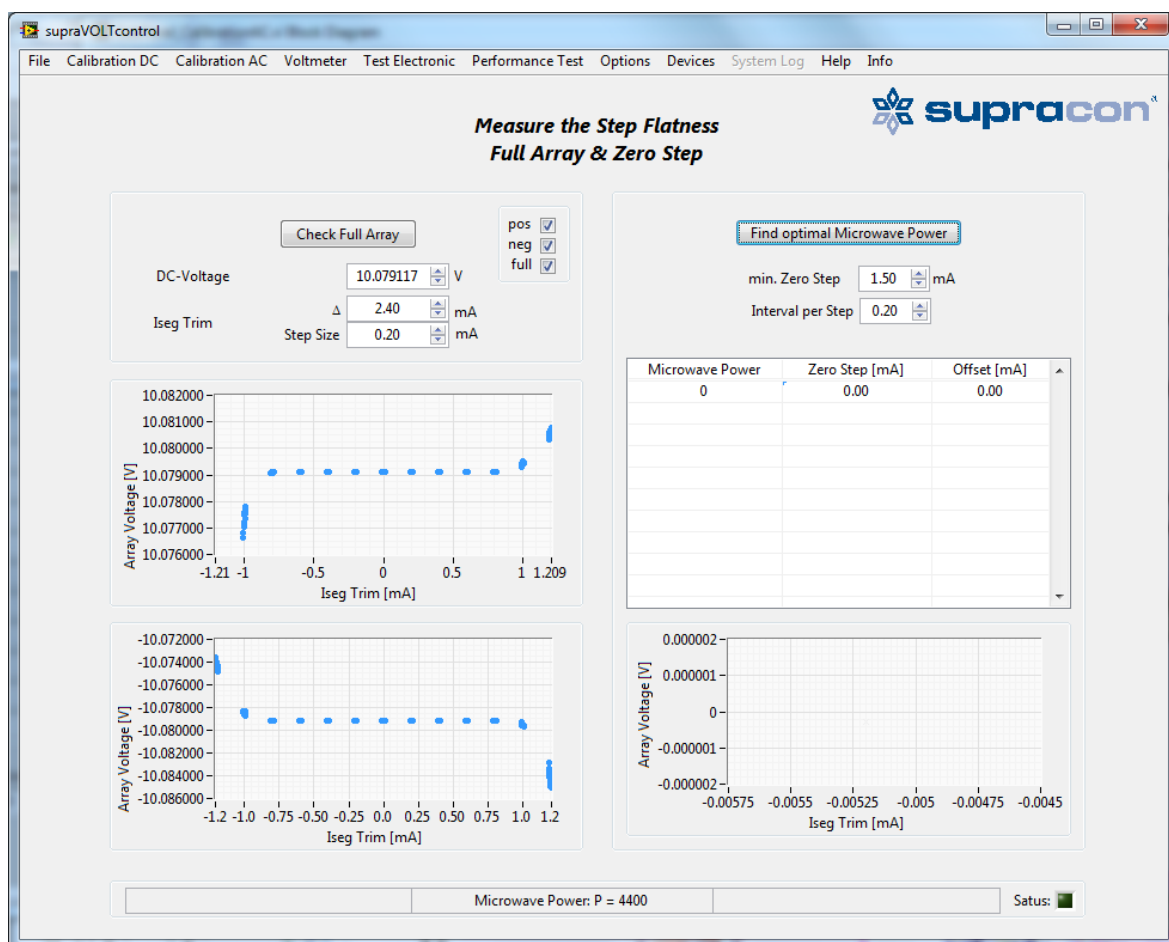 supraVOLTcontrol
File Calibration DC Calibration AC Voltmeter Test Electronic Performance Test Options Devices System Log Help Info
supracon
a
Measure the Step Flatness
Full Array & Zero Step
Check Full Array
pos
neg
full
DC-Voltage 10.079117 V
Iseg Trim
Δ 2.40 mA
Step Size 0.20 mA
10.082000
10.081000
10.080000
10.079000
10.078000
10.077000
10.076000
Array Voltage [V]
-1.21 -1 -0.5 0 0.5 1 1.209
Iseg Trim [mA]
-10.072000
-10.074000
-10.076000
-10.078000
-10.080000
-10.082000
-10.084000
-10.086000
Array Voltage [V]
-1.2 -1.0 -0.75 -0.50 -0.25 0.0 0.25 0.50 0.75 1.0 1.2
Iseg Trim [mA]
Find optimal Microwave Power
min. Zero Step 1.50 mA
Interval per Step 0.20
Microwave Power Zero Step [mA] Offset [mA]
0 0.00 0.00
0.000002
0.000001
0
-0.000001
-0.000002
Array Voltage [V]
-0.00575 -0.0055 -0.00525 -0.005 -0.00475 -0.0045
Iseg Trim [mA]
Microwave Power: P = 4400
Satus: